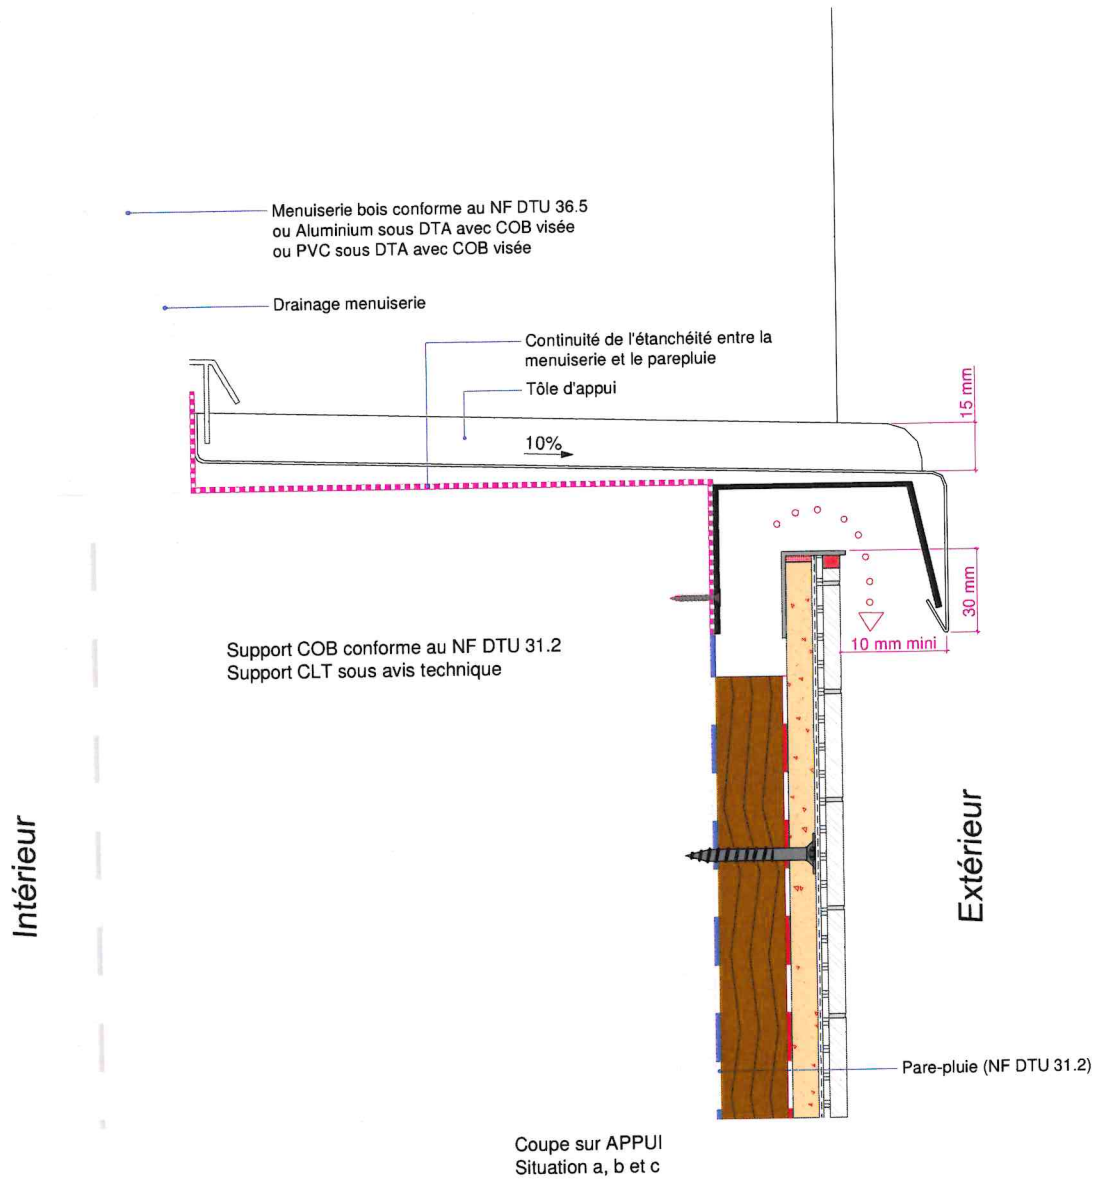 Menuiserie bois conforme au NF DTU 36.5
ou Aluminium sous DTA avec COB visée
ou PVC sous DTA avec COB visée
Drainage menuiserie
Continuité de l'étanchéité entre la
menuiserie et le parepluie
Tôle d'appui
10%
15 mm
30 mm
10 mm mini
Support COB conforme au NF DTU 31.2
Support CLT sous avis technique
Intérieur
Extérieur
Pare-pluie (NF DTU 31.2)
Coupe sur APPUI
Situation a, b et c